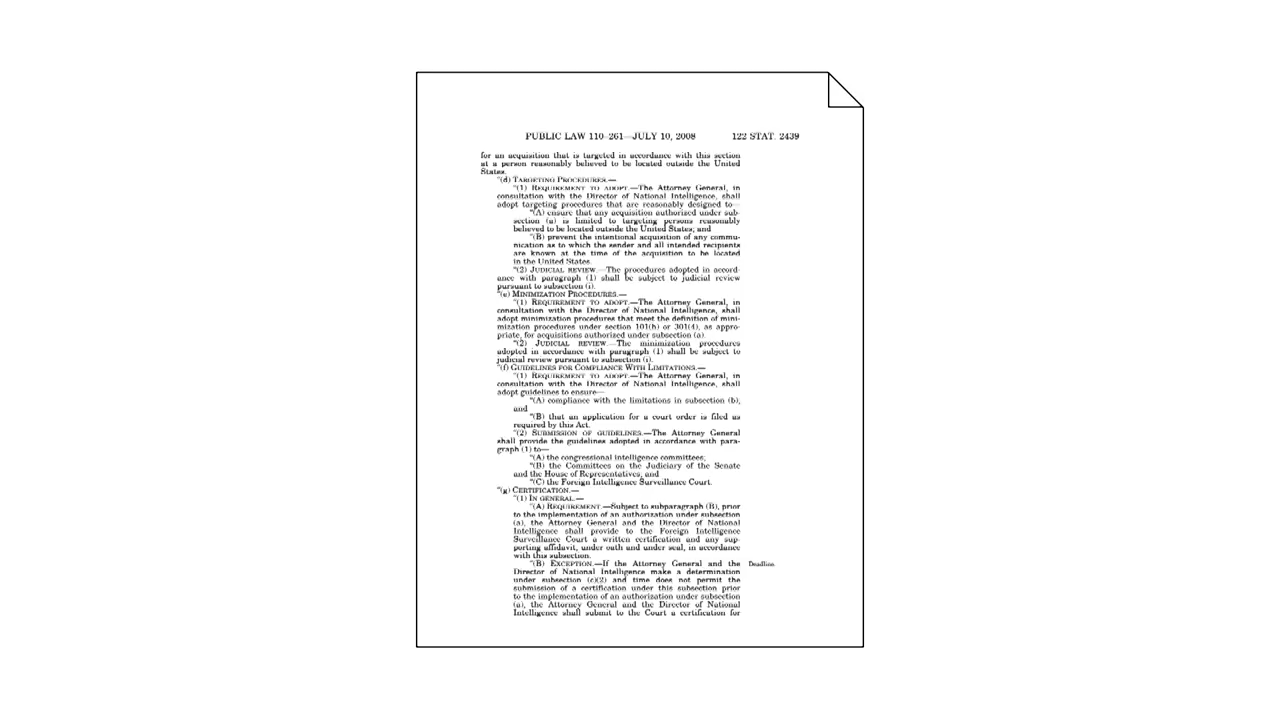 PUBLIC LAW 110–261—JULY 10, 2008 122 STAT. 2439
for an acquisition that is targeted in accordance with this section
at a person reasonably believed to be located outside the United
States.
“(d) TARGETING PROCEDURES.—
“(1) REQUIREMENT TO ADOPT.—The Attorney General, in
consultation with the Director of National Intelligence, shall
adopt targeting procedures that are reasonably designed to—
“(A) ensure that any acquisition authorized under sub-
section (a) is limited to targeting persons reasonably
believed to be located outside the United States; and
“(B) prevent the intentional acquisition of any commu-
nication as to which the sender and all intended recipients
are known at the time of the acquisition to be located
in the United States.
“(2) JUDICIAL REVIEW.—The procedures adopted in accord-
ance with paragraph (1) shall be subject to judicial review
pursuant to subsection (i).
“(e) MINIMIZATION PROCEDURES.—
“(1) REQUIREMENT TO ADOPT.—The Attorney General, in
consultation with the Director of National Intelligence, shall
adopt minimization procedures that meet the definition of mini-
mization procedures under section 101(h) or 301(4), as appro-
priate, for acquisitions authorized under subsection (a).
“(2) JUDICIAL REVIEW.—The minimization procedures
adopted in accordance with paragraph (1) shall be subject to
judicial review pursuant to subsection (i).
“(f) GUIDELINES FOR COMPLIANCE WITH LIMITATIONS.—
“(1) REQUIREMENT TO ADOPT.—The Attorney General, in
consultation with the Director of National Intelligence, shall
adopt guidelines to ensure—
“(A) compliance with the limitations in subsection (b);
and
“(B) that an application for a court order is filed as
required by this Act.
“(2) SUBMISSION OF GUIDELINES.—The Attorney General
shall provide the guidelines adopted in accordance with para-
graph (1) to—
“(A) the congressional intelligence committees;
“(B) the Committees on the Judiciary of the Senate
and the House of Representatives; and
“(C) the Foreign Intelligence Surveillance Court.
“(g) CERTIFICATION.—
“(1) IN GENERAL.—
“(A) REQUIREMENT.—Subject to subparagraph (B), prior
to the implementation of an authorization under subsection
(a), the Attorney General and the Director of National
Intelligence shall provide to the Foreign Intelligence
Surveillance Court a written certification and any sup-
porting affidavit, under oath and under seal, in accordance
with this subsection.
“(B) EXCEPTION.—If the Attorney General and the Deadline.
Director of National Intelligence make a determination
under subsection (c)(2) and time does not permit the
submission of a certification under this subsection prior
to the implementation of an authorization under subsection
(a), the Attorney General and the Director of National
Intelligence shall submit to the Court a certification for